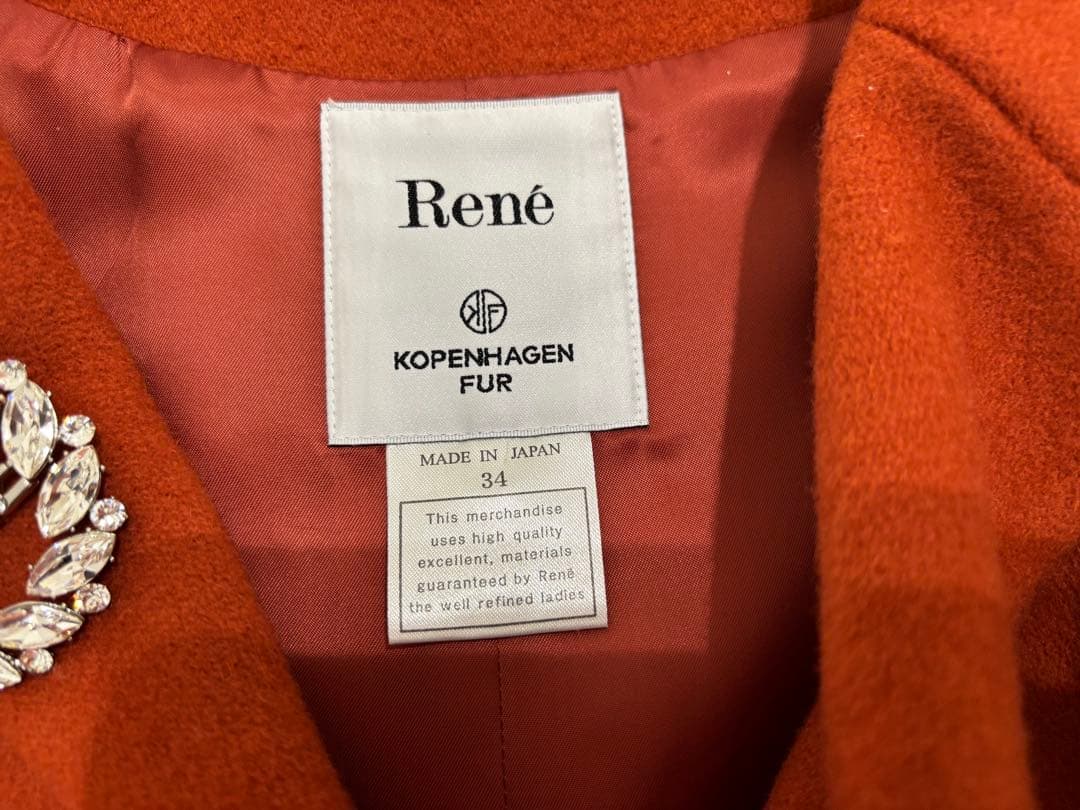 René
KF
KOPENHAGEN
FUR
MADE IN JAPAN
34
This merchandise
uses high quality
excellent, materials
guaranteed by René
the well refined ladies